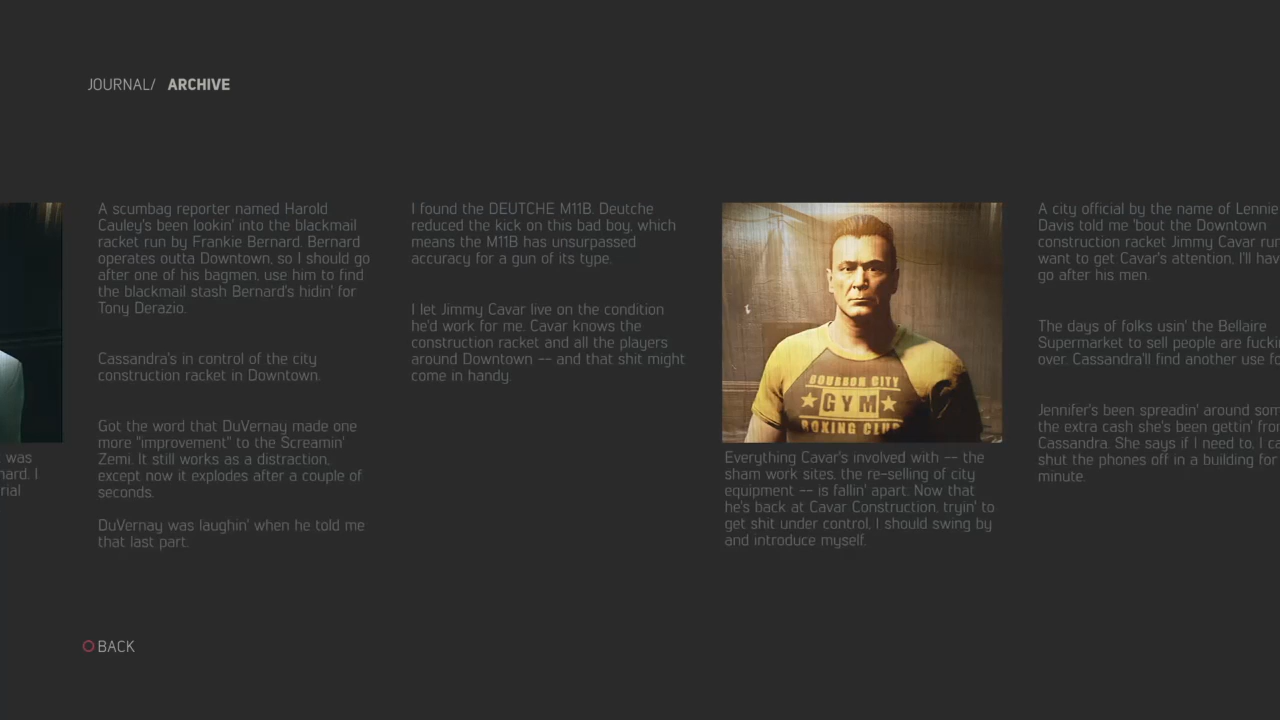 JOURNAL/ ARCHIVE
was
hard. I
rial
A scumbag reporter named Harold
Cauley's been lookin' into the blackmail
racket run by Frankie Bernard. Bernard
operates outta Downtown, so I should go
after one of his bagmen, use him to find
the blackmail stash Bernard's hidin' for
Tony Derazio.
Cassandra's in control of the city
construction racket in Downtown.
Got the word that DuVernay made one
more "improvement" to the Screamin'
Zemi. It still works as a distraction,
except now it explodes after a couple of
seconds.
DuVernay was laughin' when he told me
that last part.
I found the DEUTCHE M11B. Deutche
reduced the kick on this bad boy, which
means the M11B has unsurpassed
accuracy for a gun of its type.
I let Jimmy Cavar live on the condition
he'd work for me. Cavar knows the
construction racket and all the players
around Downtown -- and that shit might
come in handy.
BOURBON CITY
GYM
BOXING CLUB
Everything Cavar's involved with -- the
sham work sites, the re-selling of city
equipment -- is fallin' apart. Now that
he's back at Cavar Construction, tryin' to
get shit under control, I should swing by
and introduce myself.
A city official by the name of Lennie
Davis told me 'bout the Downtown
construction racket Jimmy Cavar run
want to get Cavar's attention, I'll hav
go after his men.
The days of folks usin' the Bellaire
Supermarket to sell people are fucki
over. Cassandra'll find another use fo
Jennifer's been spreadin' around som
the extra cash she's been gettin' fro
Cassandra. She says if I need to, I ca
shut the phones off in a building for
minute.
BACK